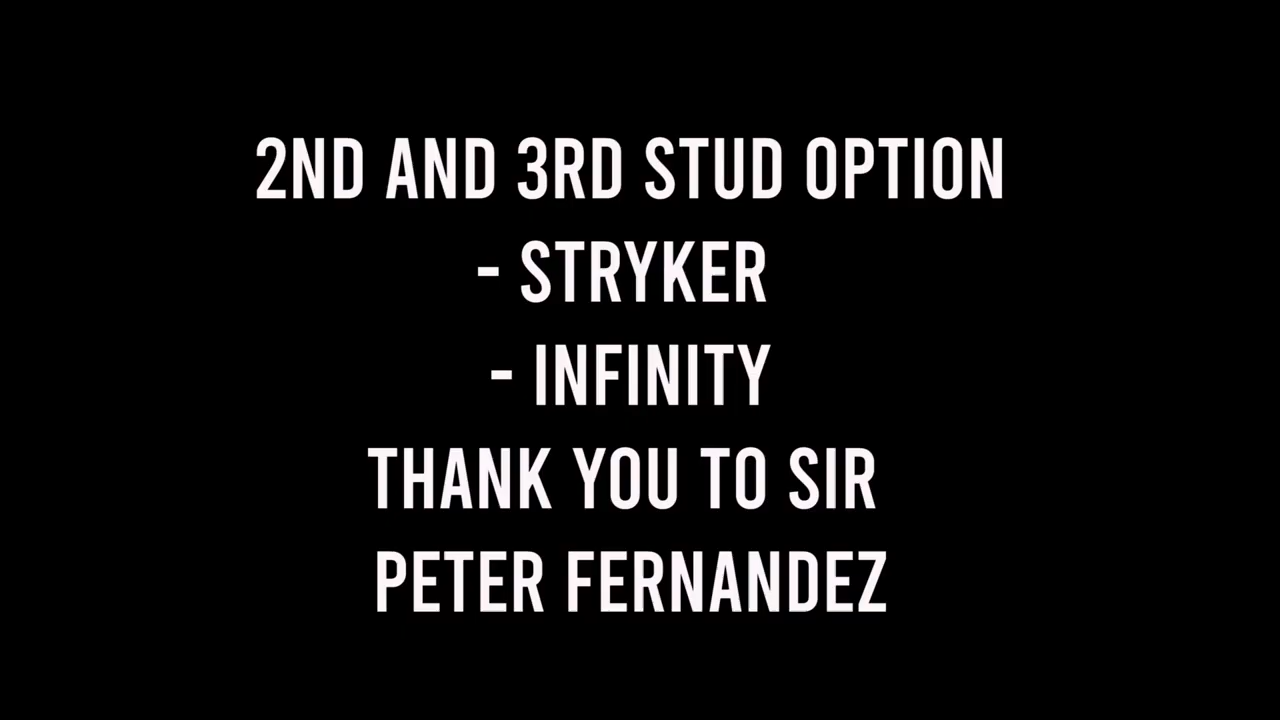 2ND AND 3RD STUD OPTION
- STRYKER
- INFINITY
THANK YOU TO SIR
PETER FERNANDEZ